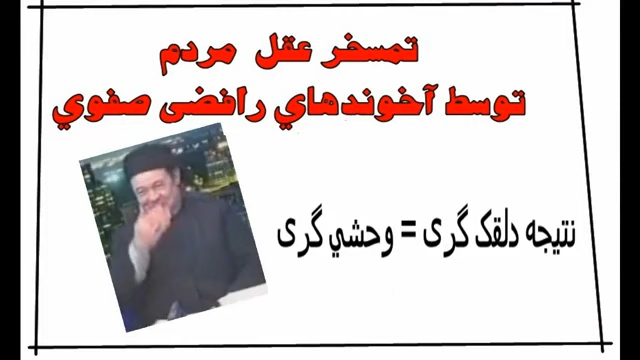 تمسخر عقل مردم
توسط آخوندهاي رافضی صفوي
نتیجه دلقک گری = وحشي گری